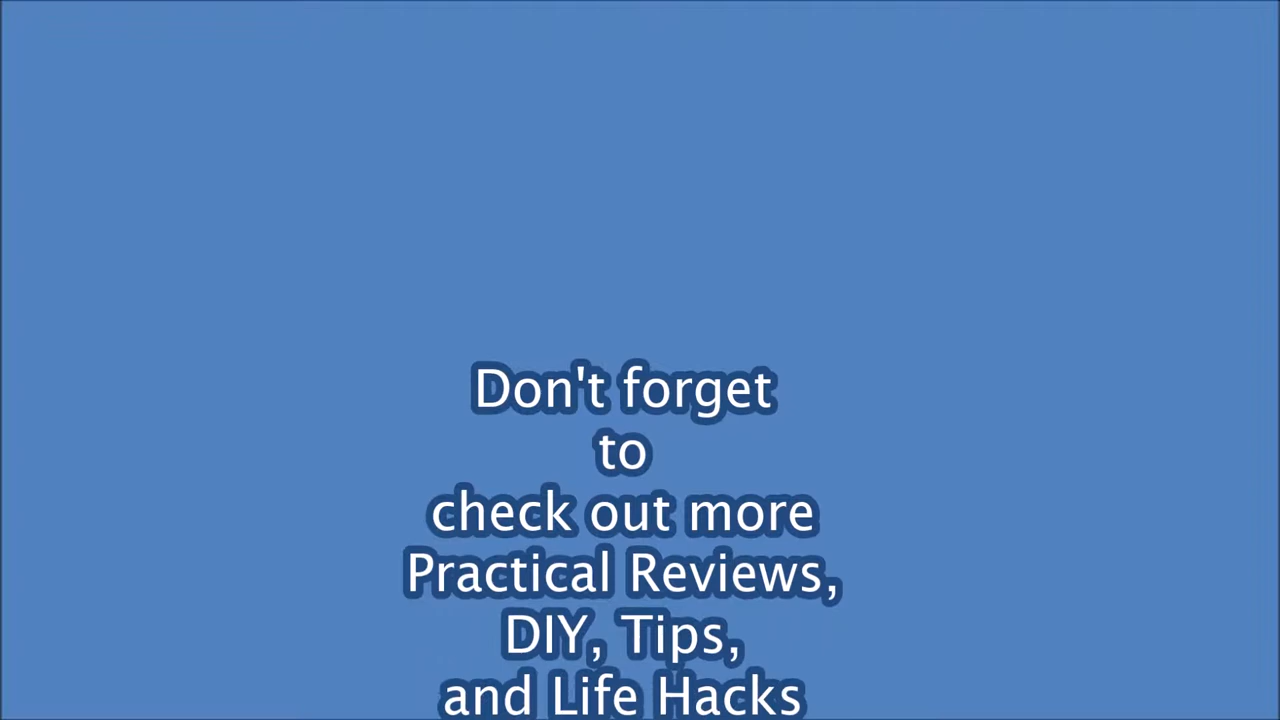 Don't forget
to
check out more
Practical Reviews,
DIY, Tips,
and Life Hacks